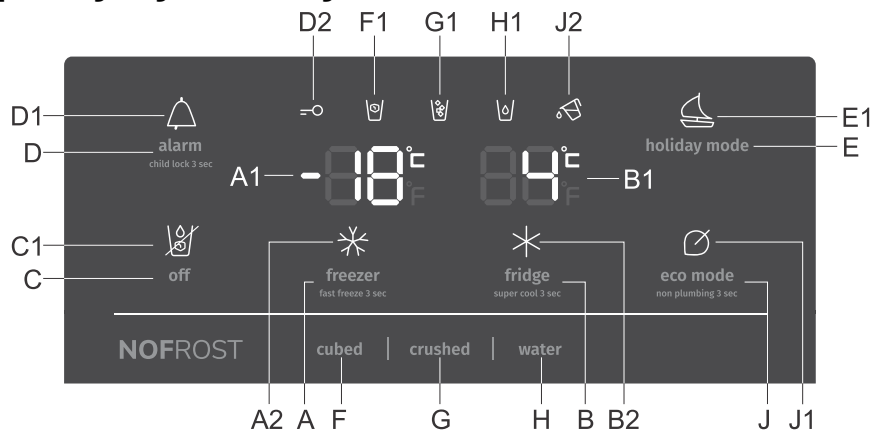 D2 F1 G1 H1 J2
D1 E1
D alarm holiday mode E
child lock 3 sec
A1 -18°C °F 4°C °F B1
C1
C off freezer fridge eco mode
fast freeze 3 sec super cool 3 sec non plumbing 3 sec
NOFROST cubed | crushed | water
A2 A F G H B B2 J J1